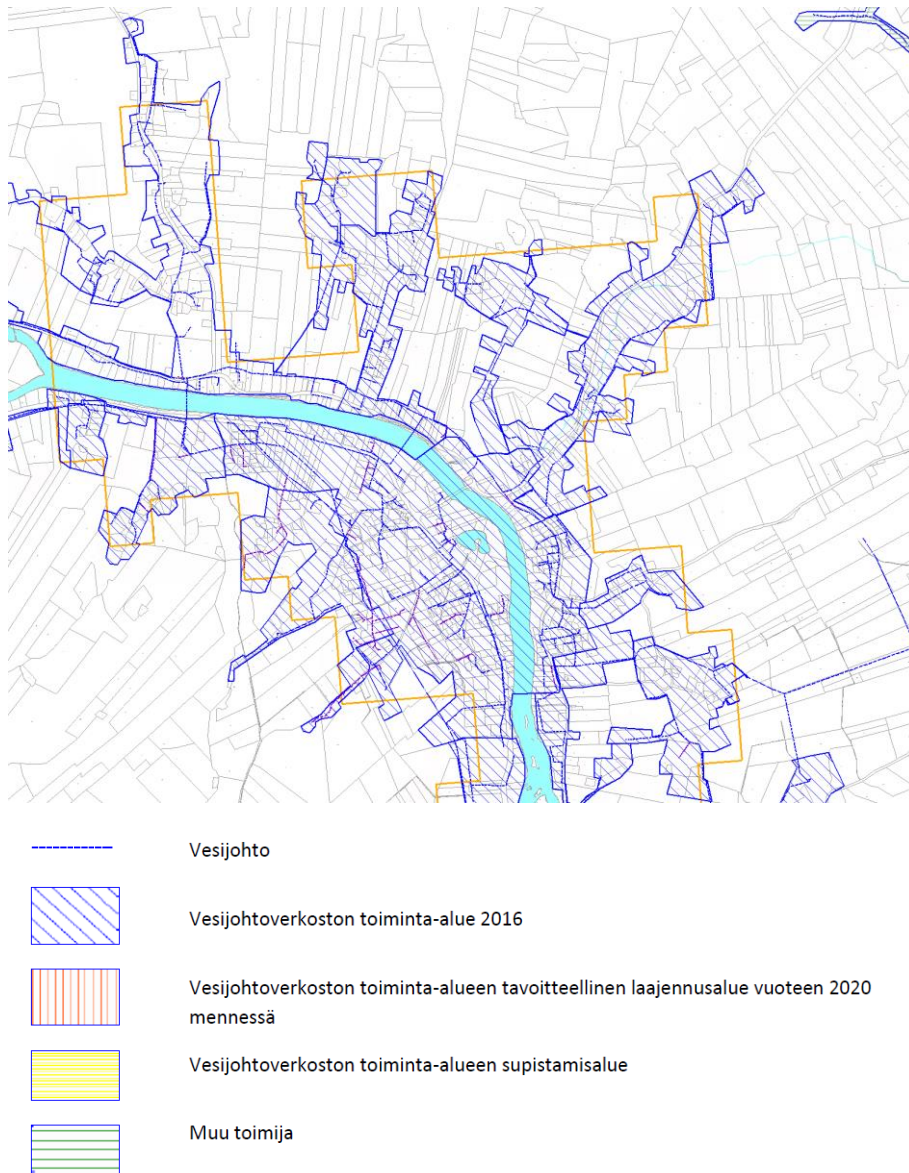 Vesijohto
Vesijohtoverkoston toiminta-alue 2016
Vesijohtoverkoston toiminta-alueen tavoitteellinen laajennusalue vuoteen 2020
mennessä
Vesijohtoverkoston toiminta-alueen supistamisalue
Muu toimija